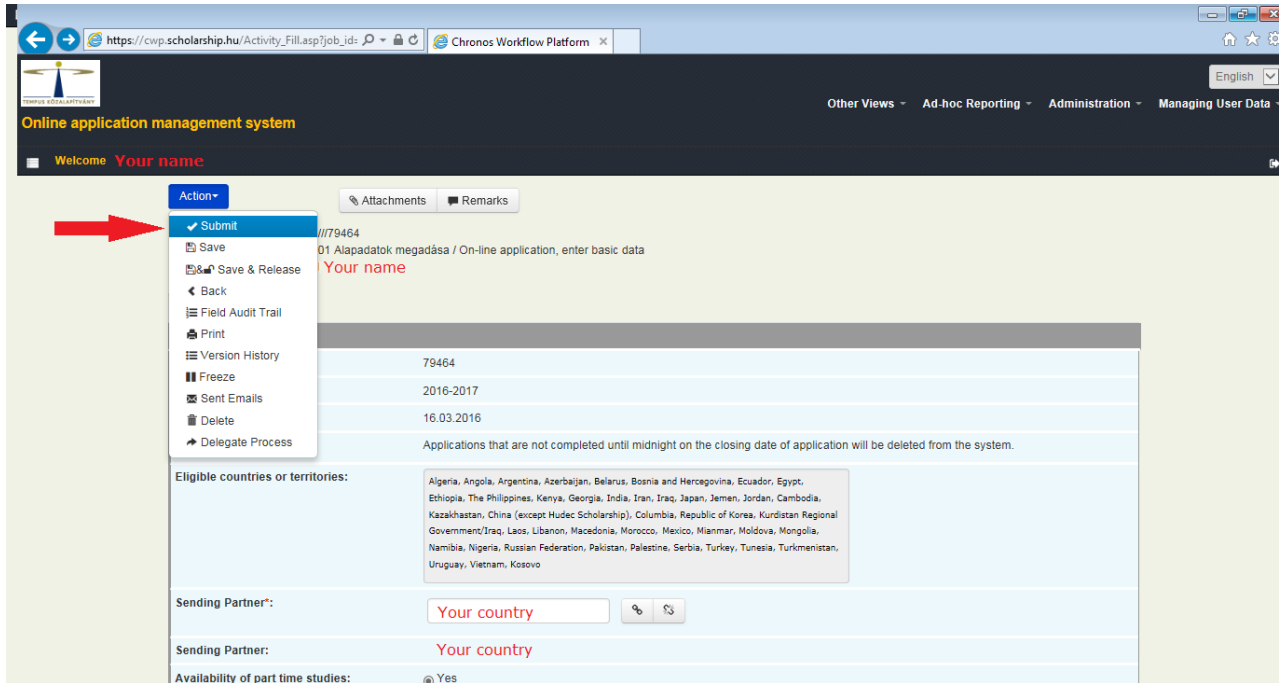 https://cwp.scholarship.hu/Activity_Fill.asp?job_id=
Chronos Workflow Platform
English
TEMPUS KÖZALAPÍTVÁNY
Other Views
Ad-hoc Reporting
Administration
Managing User Data
Online application management system
Welcome Your name
Action
Attachments
Remarks
Submit
///79464
Save
01 Alapadatok megadása / On-line application, enter basic data
Save & Release
Your name
Back
Field Audit Trail
Print
Version History
79464
Freeze
2016-2017
Sent Emails
Delete
16.03.2016
Delegate Process
Applications that are not completed until midnight on the closing date of application will be deleted from the system.
Eligible countries or territories:
Algeria, Angola, Argentina, Azerbaijan, Belarus, Bosnia and Hercegovina, Ecuador, Egypt,
Ethiopia, The Philippines, Kenya, Georgia, India, Iran, Iraq, Japan, Jemen, Jordan, Cambodia,
Kazakhastan, China (except Hudec Scholarship), Columbia, Republic of Korea, Kurdistan Regional
Government/Iraq, Laos, Libanon, Macedonia, Morocco, Mexico, Mianmar, Moldova, Mongolia,
Namibia, Nigeria, Russian Federation, Pakistan, Palestine, Serbia, Turkey, Tunesia, Turkmenistan,
Uruguay, Vietnam, Kosovo
Sending Partner*:
Your country
Sending Partner:
Your country
Availability of part time studies:
Yes